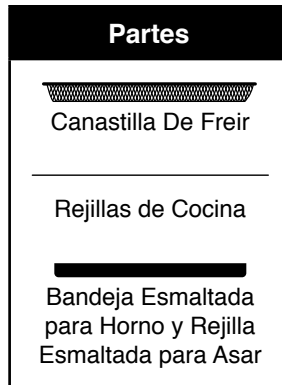 Partes
Canastilla De Freir
Rejillas de Cocina
Bandeja Esmaltada
para Horno y Rejilla
Esmaltada para Asar